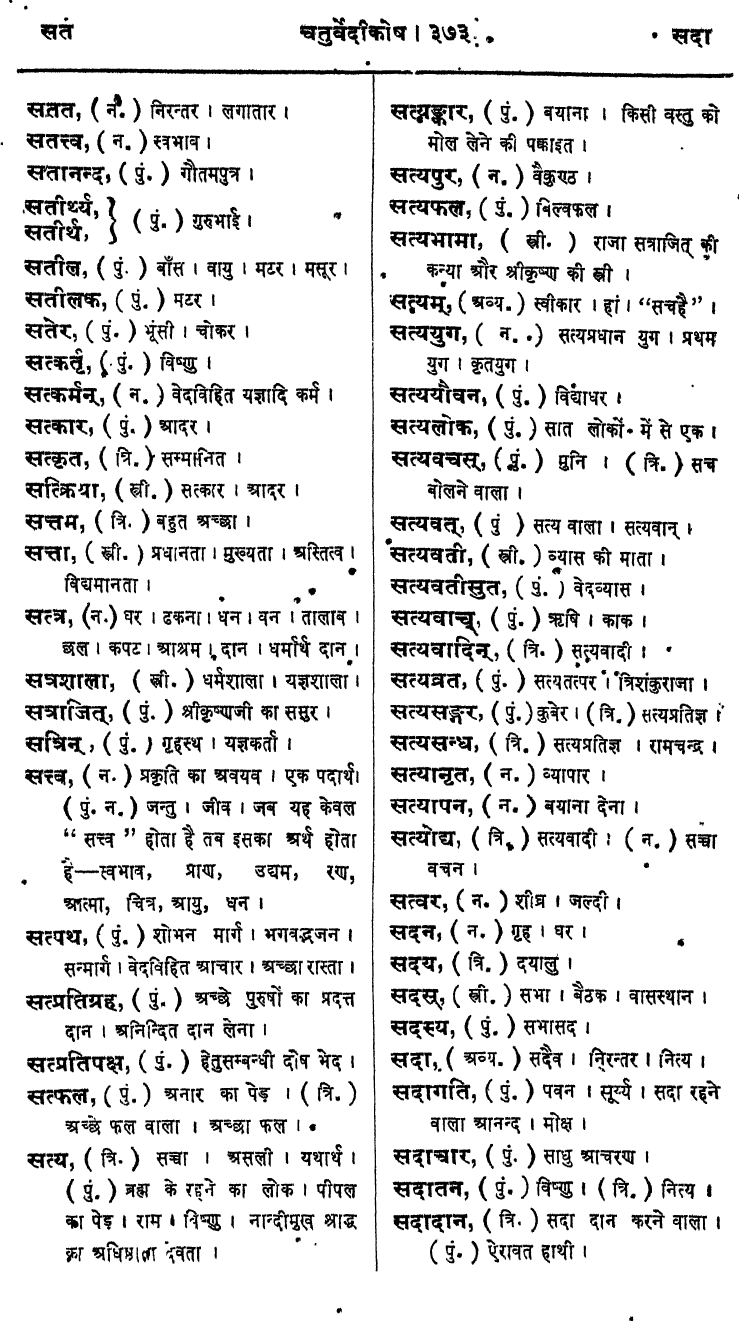 सतं चतुर्वेदीकोष । ३७३ सदा
सतत, ( न. ) निरन्तर । लगातार ।
सतत्त्व, ( न. ) स्वभाव ।
सतानन्द, ( पुं. ) गौतमपुत्र ।
सतीर्थ्य,
सतीर्थ, } ( पुं. ) गुरुभाई ।
सतील, ( पुं. ) बाँस । वायु । मटर । मसूर ।
सतीलक, ( पुं. ) मटर ।
सतेर, ( पुं. ) भूंसी । चोकर ।
सत्कर्तृ, ( पुं. ) विष्णु ।
सत्कर्मन्, ( न. ) वेदविहित यज्ञादि कर्म ।
सत्कार, ( पुं. ) आदर ।
सत्कृत, ( त्रि. ) सम्मानित ।
सत्क्रिया, ( स्त्री. ) सत्कार । आदर ।
सत्तम, ( त्रि. ) बहुत अच्छा ।
सत्ता, ( स्त्री. ) प्रधानता । मुख्यता । अस्तित्व ।
विद्यमानता ।
सत्र, (न.) घर । ढकना । धन । वन । तालाब ।
छल । कपट । आश्रम । दान । धर्मार्थ दान ।
सत्रशाला, ( स्त्री. ) धर्मशाला । यज्ञशाला ।
सत्राजित्, ( पुं. ) श्रीकृष्णजी का ससुर ।
सत्रिन्, ( पुं. ) गृहस्थ । यज्ञकर्ता ।
सत्त्व, ( न. ) प्रकृति का अवयव । एक पदार्थ।
( पुं. न. ) जन्तु । जीव । जब यह केवल
“ सत्त्व ” होता है तब इसका अर्थ होता
है—स्वभाव, प्राण, उद्यम, रण,
आत्मा, चित्र, आयु, धन ।
सत्पथ, ( पुं. ) शोभन मार्ग । भगवद्भजन ।
सन्मार्ग । वेदविहित आचार । अच्छा रास्ता ।
सत्प्रतिग्रह, ( पुं. ) अच्छे पुरुषों का प्रदत्त
दान । अनिन्दित दान लेना ।
सत्प्रतिपक्ष, ( पुं. ) हेतुसम्बन्धी दोष भेद ।
सत्फल, ( पुं. ) अनार का पेड़ । ( त्रि. )
अच्छे फल वाला । अच्छा फल ।
सत्य, ( त्रि. ) सच्चा । असली । यथार्थ ।
( पुं. ) ब्रह्म के रहने का लोक । पीपल
का पेड़ । राम । विष्णु । नान्दीमुख श्राद्ध
का अधिष्ठाता देवता ।
सत्यङ्कार, ( पुं. ) बयाना । किसी वस्तु को
मोल लेने की पक्काइत ।
सत्यपुर, ( न. ) वैकुण्ठ ।
सत्यफल, ( पुं. ) बिल्वफल ।
सत्यभामा, ( स्त्री. ) राजा सत्राजित् की
कन्या और श्रीकृष्ण की स्त्री ।
सत्यम्, ( अव्य. ) स्वीकार । हां । “सचहै” ।
सत्ययुग, ( न. ) सत्यप्रधान युग । प्रथम
युग । कृतयुग ।
सत्ययौवन, ( पुं. ) विद्याधर ।
सत्यलोक, ( पुं. ) सात लोकों में से एक ।
सत्यवचस्, ( पुं. ) मुनि । ( त्रि. ) सच
बोलने वाला ।
सत्यवत्, ( पुं ) सत्य वाला । सत्यवान् ।
सत्यवती, ( स्त्री. ) व्यास की माता ।
सत्यवतीसुत, ( पुं. ) वेदव्यास ।
सत्यवाच्, ( पुं. ) ऋषि । काक ।
सत्यवादिन्, ( त्रि. ) सत्यवादी ।
सत्यव्रत, ( पुं. ) सत्यतत्पर । त्रिशंकुराजा ।
सत्यसङ्गर, ( पुं.) कुबेर । ( त्रि. ) सत्यप्रतिज्ञ ।
सत्यसन्ध, ( त्रि. ) सत्यप्रतिज्ञ । रामचन्द्र ।
सत्यानृत, ( न. ) व्यापार ।
सत्यापन, ( न. ) बयाना देना ।
सत्योद्य, ( त्रि. ) सत्यवादी । ( न. ) सच्चा
वचन ।
सत्वर, ( न. ) शीघ्र । जल्दी ।
सदन, ( न. ) गृह । घर ।
सदय, ( त्रि. ) दयालु ।
सदस्, ( स्त्री. ) सभा । बैठक । वासस्थान ।
सदस्य, ( पुं. ) सभासद ।
सदा, ( अव्य. ) सदैव । निरन्तर । नित्य ।
सदागति, ( पुं. ) पवन । सूर्य्य । सदा रहने
वाला आनन्द । मोक्ष ।
सदाचार, ( पुं. ) साधु आचरण ।
सदातन, ( पुं. ) विष्णु । ( त्रि. ) नित्य ।
सदादान, ( त्रि. ) सदा दान करने वाला ।
( पुं. ) ऐरावत हाथी ।